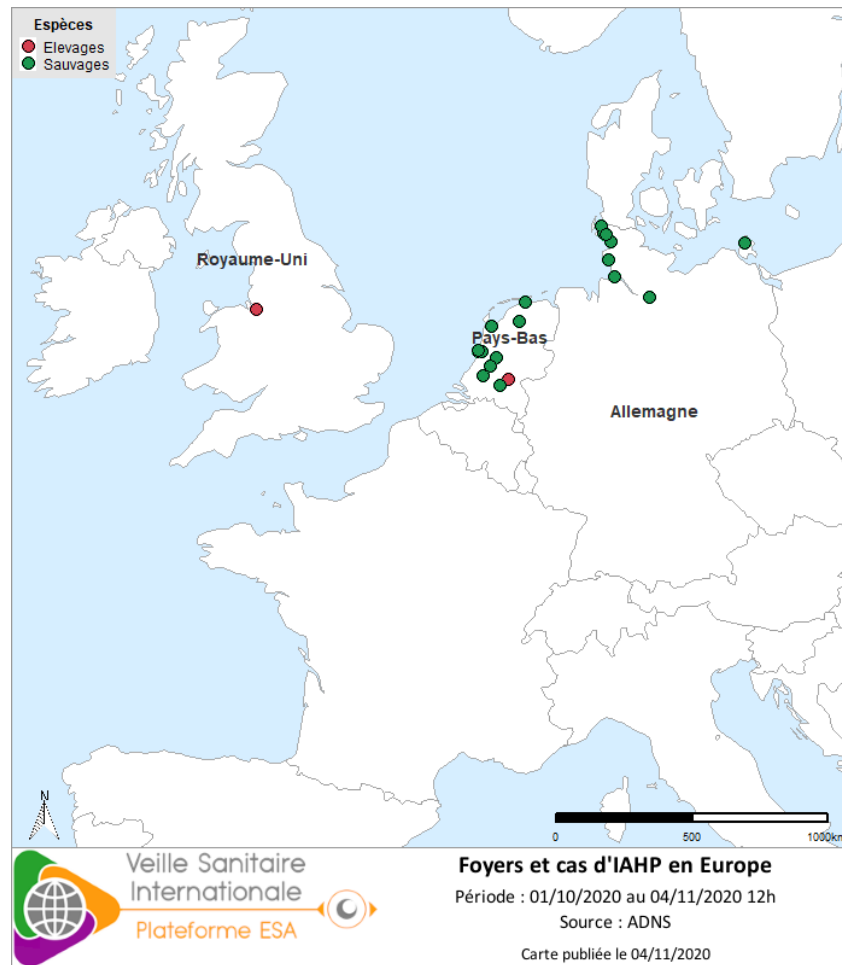 Espèces
Elevages
Sauvages
Royaume-Uni
Pays-Bas
Allemagne
N
0 500 1000km
Veille Sanitaire
Internationale
Plateforme ESA
Foyers et cas d'IAHP en Europe
Période : 01/10/2020 au 04/11/2020 12h
Source : ADNS
Carte publiée le 04/11/2020